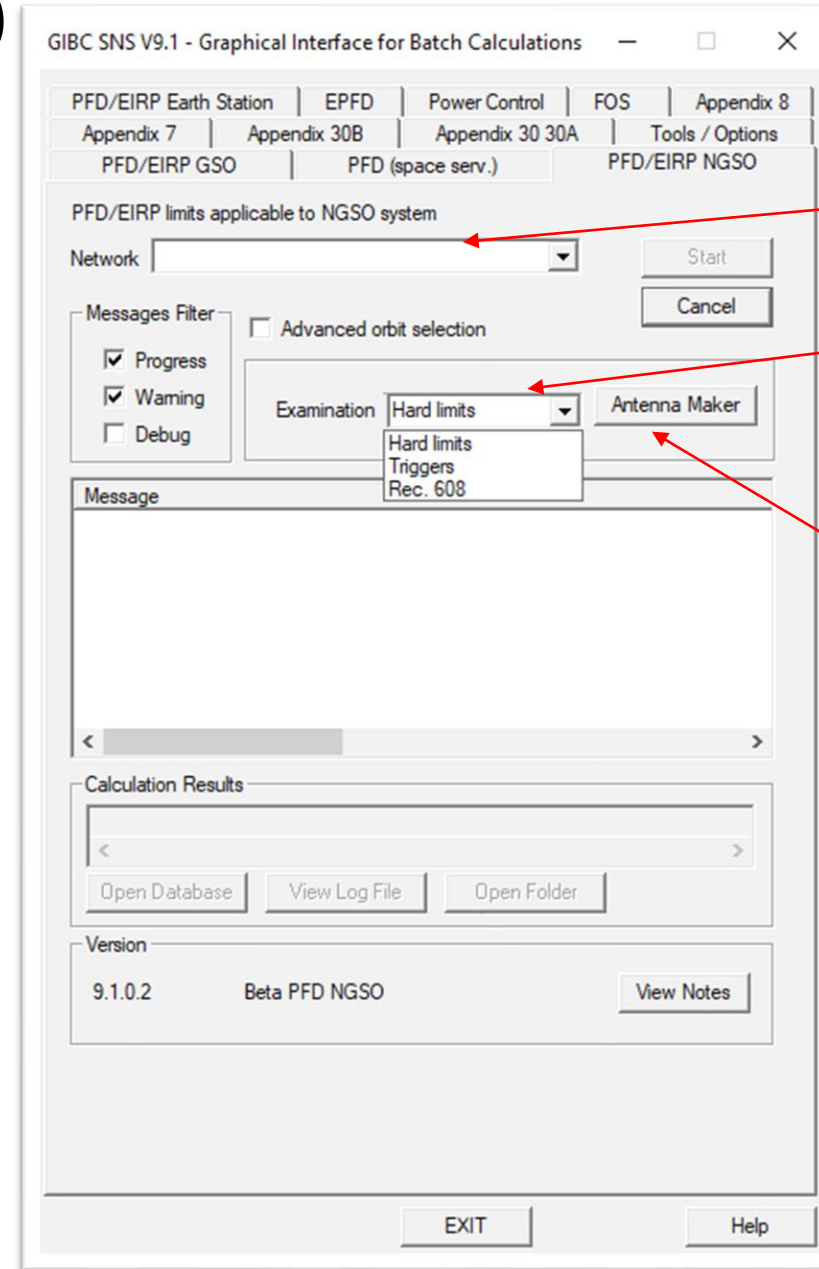 )
GIBC SNS V9.1 - Graphical Interface for Batch Calculations
PFD/EIRP Earth Station EPFD Power Control FOS Appendix 8
Appendix 7 Appendix 30B Appendix 30 30A Tools / Options
PFD/EIRP GSO PFD (space serv.) PFD/EIRP NGSO
PFD/EIRP limits applicable to NGSO system
Network Start
Cancel
Messages Filter
Advanced orbit selection
Progress
Warning
Debug
Examination Hard limits Antenna Maker
Hard limits
Triggers
Rec. 608
Message
Calculation Results
Open Database View Log File Open Folder
Version
9.1.0.2 Beta PFD NGSO View Notes
EXIT Help